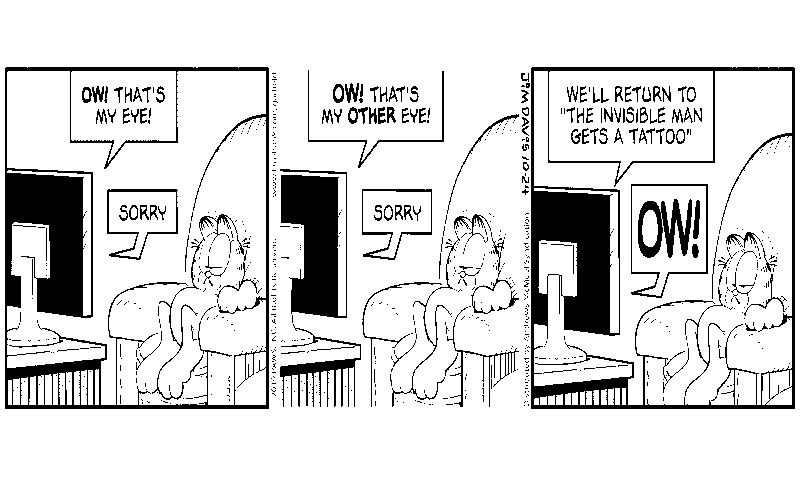 OW! THAT'S
MY EYE!
SORRY
OW! THAT'S
MY OTHER EYE!
SORRY
JIM DAVIS 10-24
WE'LL RETURN TO
"THE INVISIBLE MAN
GETS A TATTOO"
OW!